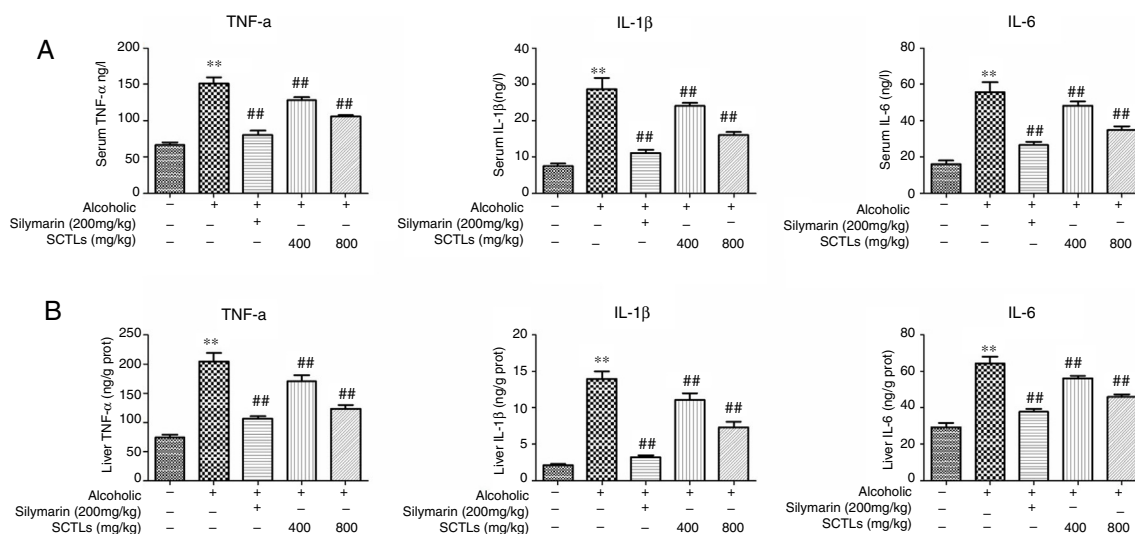 A
TNF-a
Serum TNF-α ng/l
200
150
100
50
0
**
##
##
##
Alcoholic
Silymarin (200mg/kg)
SCTLs (mg/kg)
– + + + +
– – + – –
– – – 400 800
IL-1β
Serum IL-1β(ng/l)
40
30
20
10
0
**
##
##
##
Alcoholic
Silymarin (200mg/kg)
SCTLs (mg/kg)
– + + + +
– – + – –
– – – 400 800
IL-6
Serum IL-6 (ng/l)
80
60
40
20
0
**
##
##
##
Alcoholic
Silymarin (200mg/kg)
SCTLs (mg/kg)
– + + + +
– – + – –
– – – 400 800
B
TNF-a
Liver TNF-α (ng/g prot)
250
200
150
100
50
0
**
##
##
##
Alcoholic
Silymarin (200mg/kg)
SCTLs (mg/kg)
– + + + +
– – + – –
– – – 400 800
IL-1β
Liver IL-1β (ng/g prot)
20
15
10
5
0
**
##
##
##
Alcoholic
Silymarin (200mg/kg)
SCTLs (mg/kg)
– + + + +
– – + – –
– – – 400 800
IL-6
Liver IL-6 (ng/g prot)
80
60
40
20
0
**
##
##
##
Alcoholic
Silymarin (200mg/kg)
SCTLs (mg/kg)
– + + + +
– – + – –
– – – 400 800